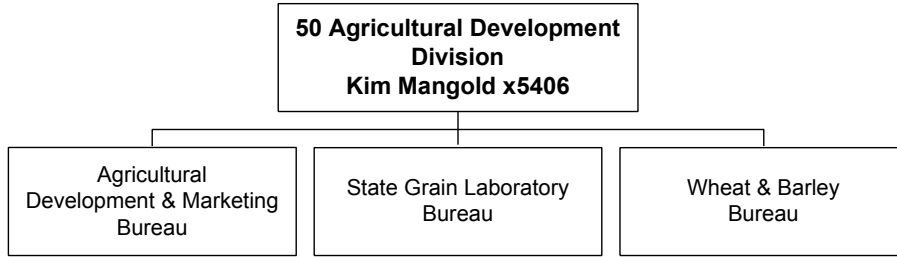 50 Agricultural Development
Division
Kim Mangold x5406
Agricultural
Development & Marketing
Bureau
State Grain Laboratory
Bureau
Wheat & Barley
Bureau